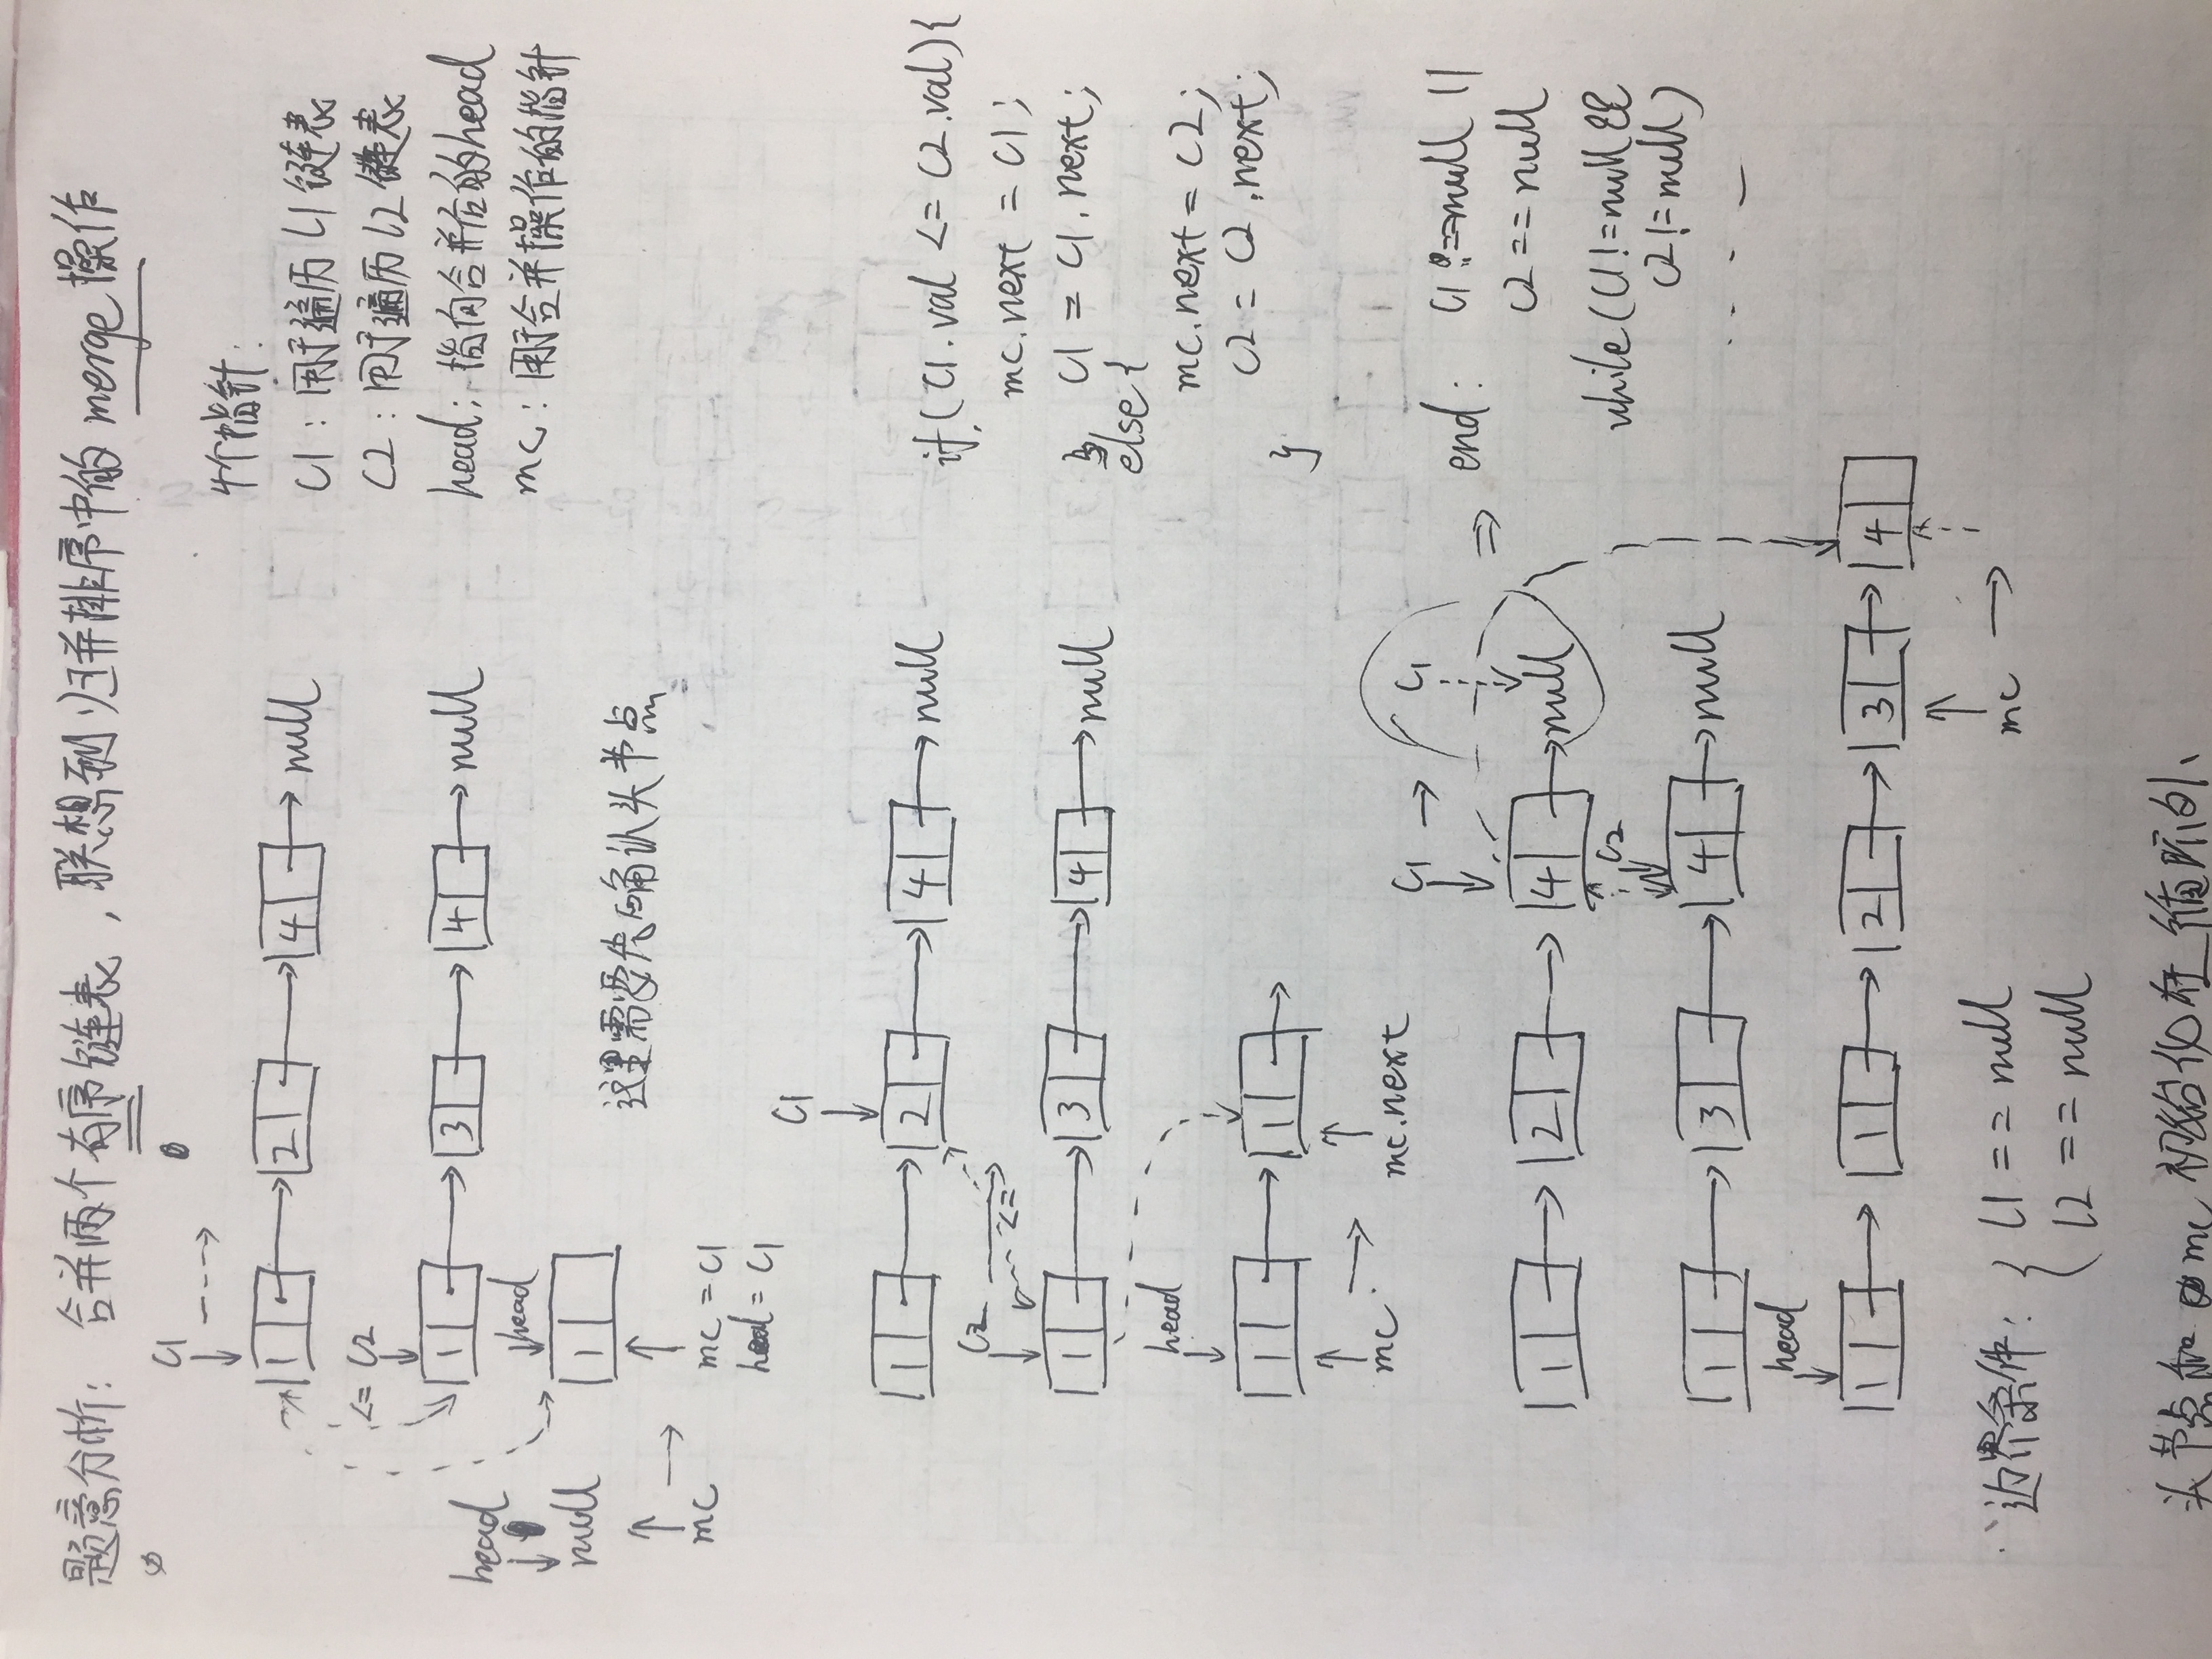 题意分析: 合并两个有序链表,联想到归并排序中的 merge 操作
C1
1 2 4 null
<= C2
1 3 4 null
head
null
head
1
mc
mc = C1
head = C1
这里需要先确认头节点
4个指针:
C1: 用于遍历 l1 链表
C2: 用于遍历 l2 链表
head: 指向合并后的head
mc: 用于合并操作的指针
C1
1 2 4 null
C2
<=
1 3 4 null
head
1 1
mc mc.next
if(C1.val <= C2.val){
mc.next = C1;
} C1 = C1.next;
else{
mc.next = C2;
C2 = C2.next;
}
C1 C1
1 2 4 null
C2
1 3 4 null
head
1 1 2 3 4
mc
=> end: C1 == null ||
C2 == null
while(C1 != null &&
C2 != null)
边界条件: { l1 == null
l2 == null
头节点和 mc 初始化在循环外